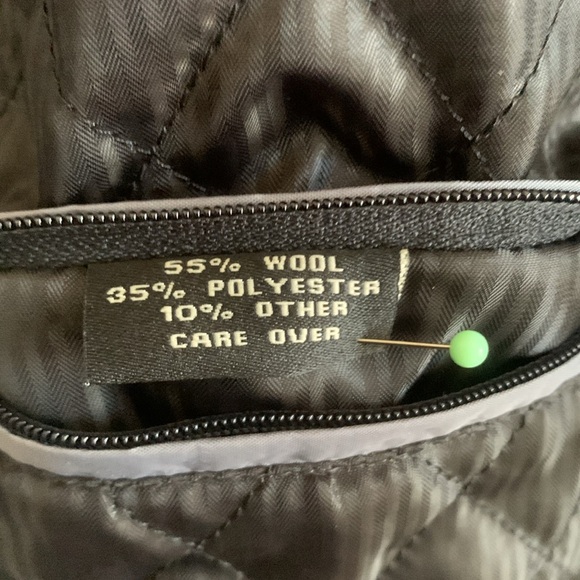 55% WOOL
35% POLYESTER
10% OTHER
CARE OVER